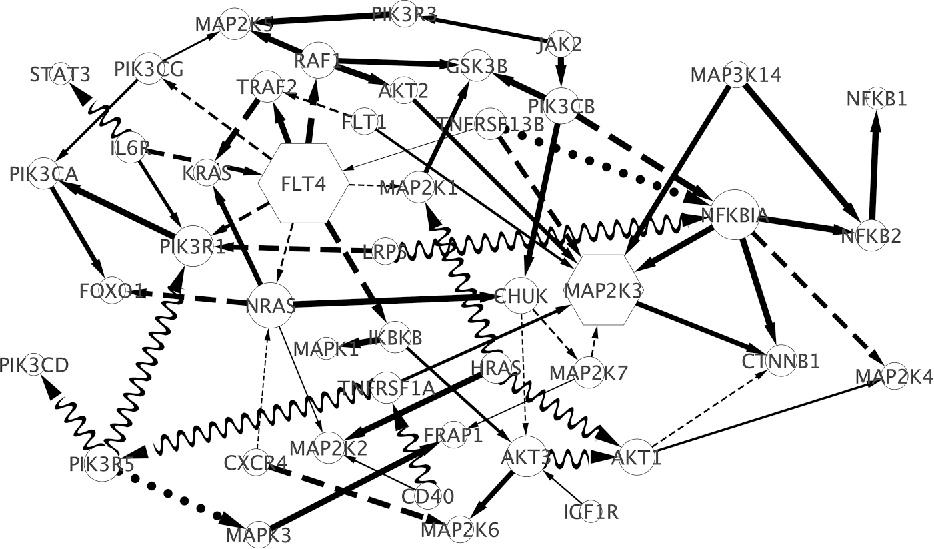 PIK3R3
MAP2K5
JAK2
RAF1
GSK3B
STAT3
PIK3CG
MAP3K14
TRAF2
AKT2
NFKB1
PIK3CB
FLT1
TNFRSF13B
IL6R
PIK3CA
KRAS
FLT4
MAP2K1
NFKBIA
PIK3R1
LRP6
NFKB2
FOXO1
NRAS
CHUK
MAP2K3
MAPK1
IKBKB
CTNNB1
PIK3CD
HRAS
MAP2K7
MAP2K4
TNFRSF1A
FRAP1
MAP2K2
PIK3R5
CXCR4
AKT3
AKT1
CD40
IGF1R
MAPK3
MAP2K6